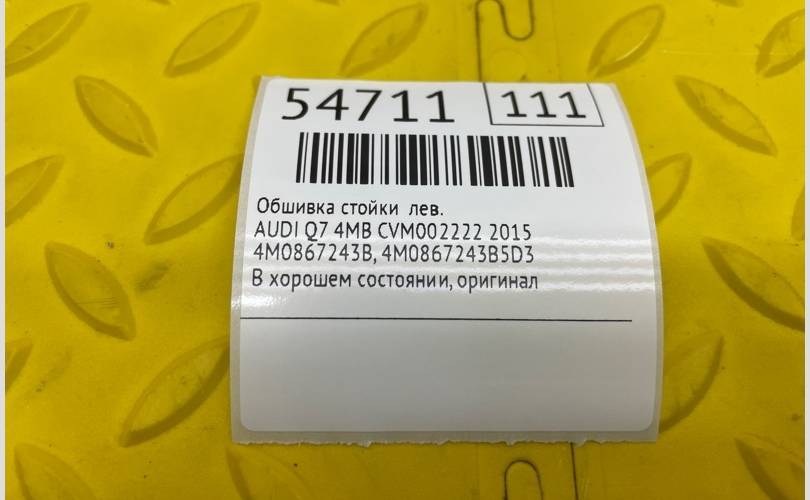 54711 111
Обшивка стойки лев.
AUDI Q7 4MB CVM002222 2015
4M0867243B, 4M0867243B5D3
В хорошем состоянии, оригинал